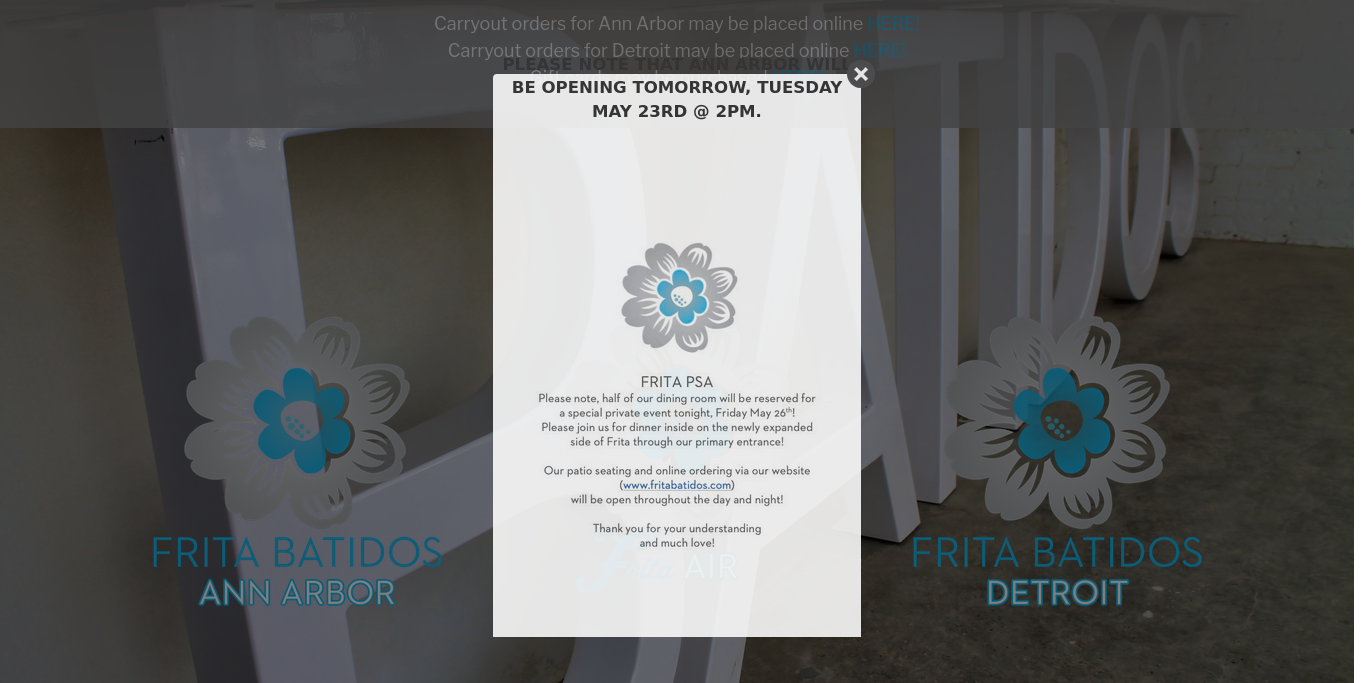 Carryout orders for Ann Arbor may be placed online HERE!
Carryout orders for Detroit may be placed online HERE!
PLEASE NOTE THAT ANN ARBOR WILL
BE OPENING TOMORROW, TUESDAY
MAY 23RD @ 2PM.
FRITA PSA
Please note, half of our dining room will be reserved for
a special private event tonight, Friday May 26th!
Please join us for dinner inside on the newly expanded
side of Frita through our primary entrance!
Our patio seating and online ordering via our website
(www.fritabatidos.com)
will be open throughout the day and night!
Thank you for your understanding
and much love!
frita AIR
FRITA BATIDOS
ANN ARBOR
FRITA BATIDOS
DETROIT
BATIDOS